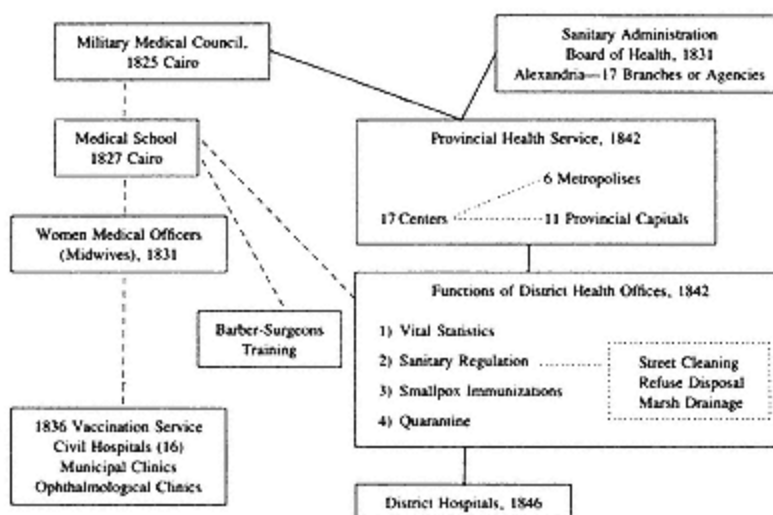 Military Medical Council,
1825 Cairo
Sanitary Administration
Board of Health, 1831
Alexandria—17 Branches or Agencies
Medical School
1827 Cairo
Provincial Health Service, 1842
6 Metropolises
17 Centers
11 Provincial Capitals
Women Medical Officers
(Midwives), 1831
Barber-Surgeons
Training
Functions of District Health Offices, 1842
1) Vital Statistics
2) Sanitary Regulation
3) Smallpox Immunizations
4) Quarantine
Street Cleaning
Refuse Disposal
Marsh Drainage
1836 Vaccination Service
Civil Hospitals (16)
Municipal Clinics
Ophthalmological Clinics
District Hospitals, 1846